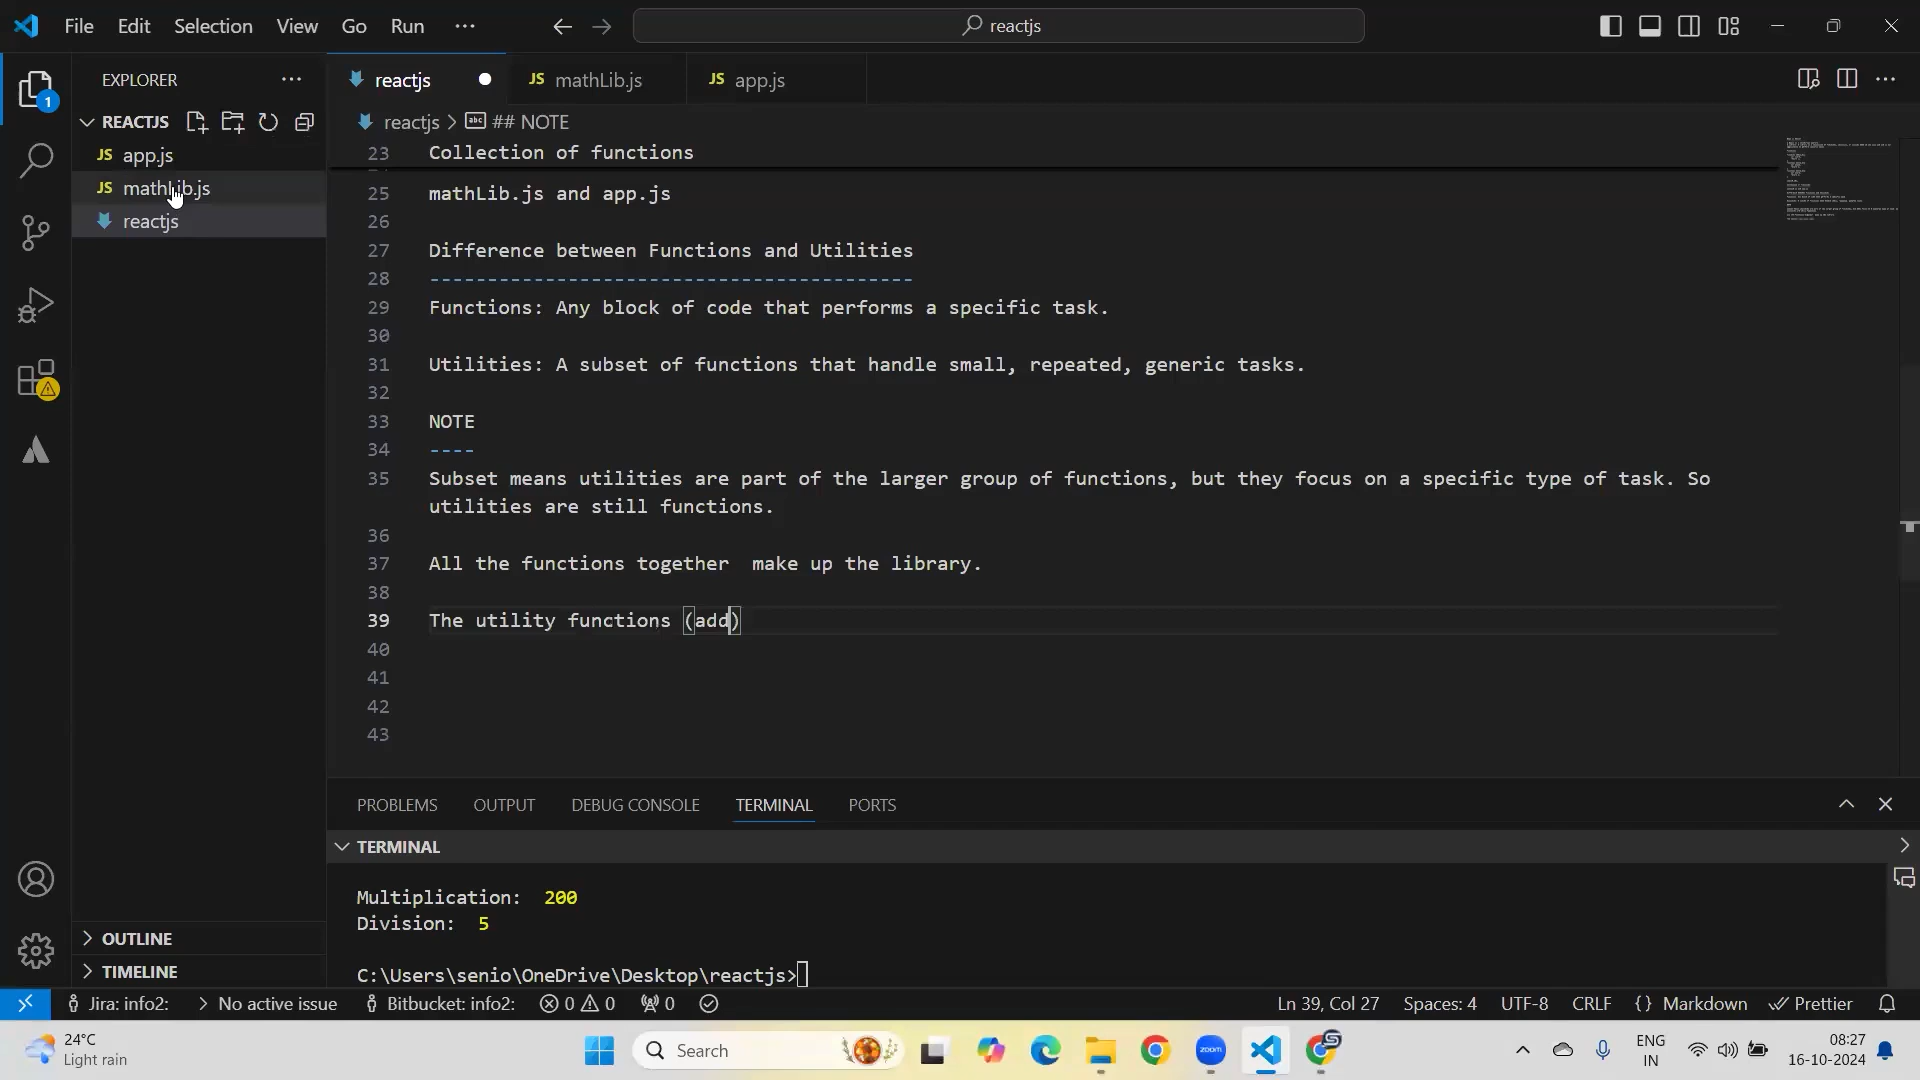 File Edit Selection View Go Run ··· reactjs
EXPLORER ···
REACTJS
JS app.js
JS mathLib.js
reactjs
OUTLINE
TIMELINE
1
reactjs JS mathLib.js JS app.js ···
reactjs > abc ## NOTE
23 Collection of functions
25 mathLib.js and app.js
26
27 Difference between Functions and Utilities
28 ------------------------------------------
29 Functions: Any block of code that performs a specific task.
30
31 Utilities: A subset of functions that handle small, repeated, generic tasks.
32
33 NOTE
34 ----
35 Subset means utilities are part of the larger group of functions, but they focus on a specific type of task. So
utilities are still functions.
36
37 All the functions together  make up the library.
38
39 The utility functions (add)
40
41
42
43
PROBLEMS OUTPUT DEBUG CONSOLE TERMINAL PORTS
TERMINAL
Multiplication:  200
Division:  5
C:\Users\senio\OneDrive\Desktop\reactjs>
Jira: info2: > No active issue Bitbucket: info2: 0 0 0 Ln 39, Col 27 Spaces: 4 UTF-8 CRLF {} Markdown Prettier
24°C
Light rain
Search
zoom
ENG
IN
08:27
16-10-2024